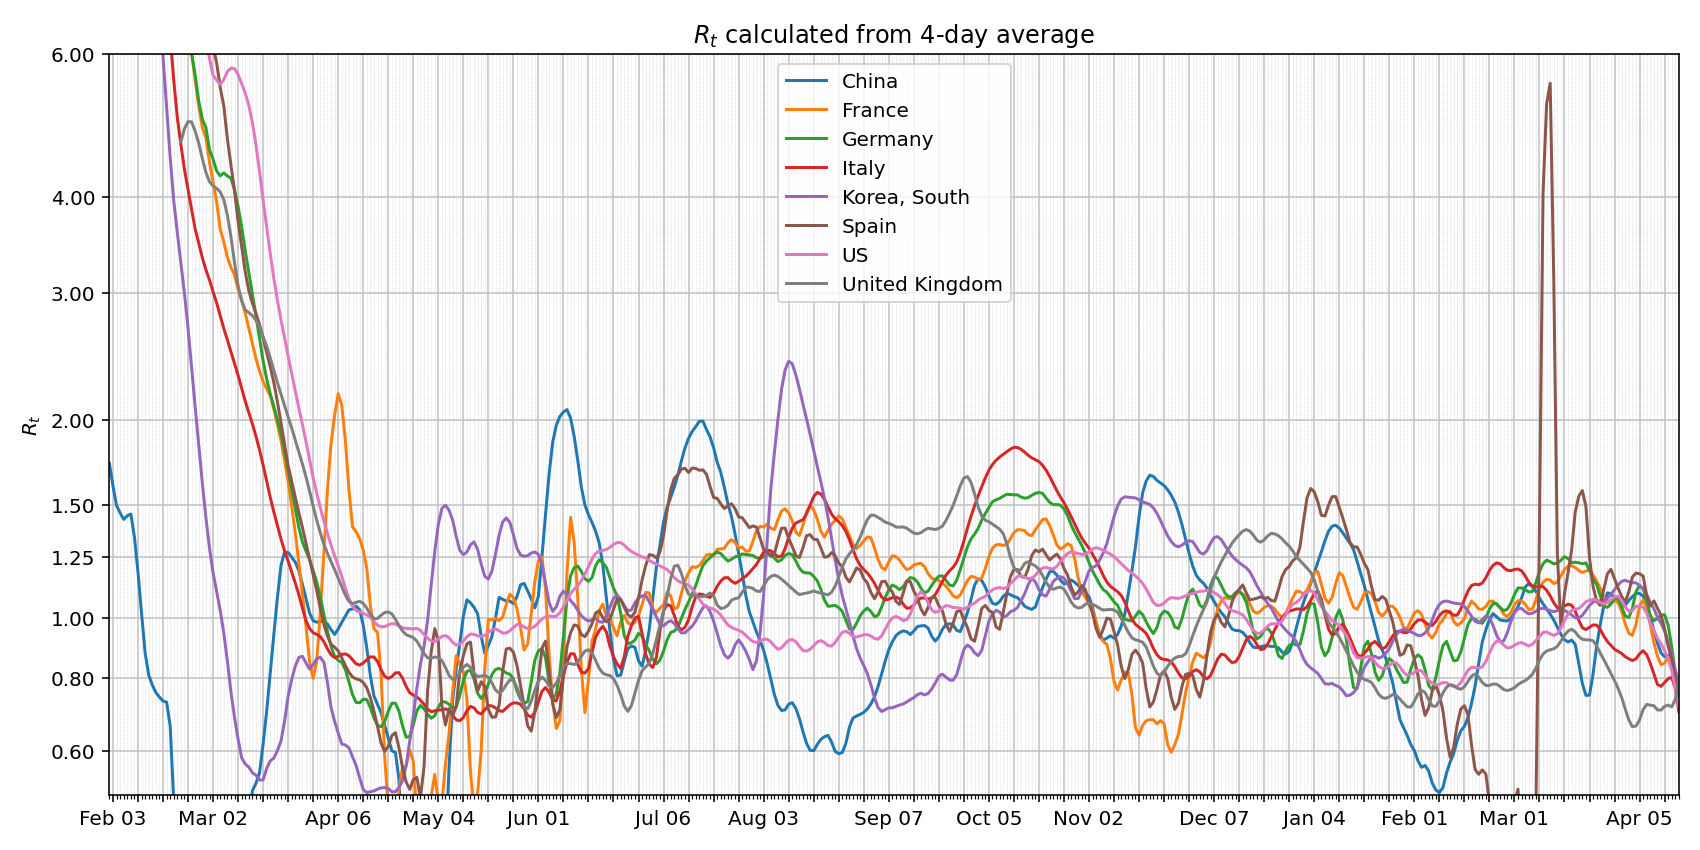 R_t calculated from 4-day average
6.00
4.00
3.00
2.00
1.50
1.25
1.00
0.80
0.60
R_t
China
France
Germany
Italy
Korea, South
Spain
US
United Kingdom
Feb 03 Mar 02 Apr 06 May 04 Jun 01 Jul 06 Aug 03 Sep 07 Oct 05 Nov 02 Dec 07 Jan 04 Feb 01 Mar 01 Apr 05